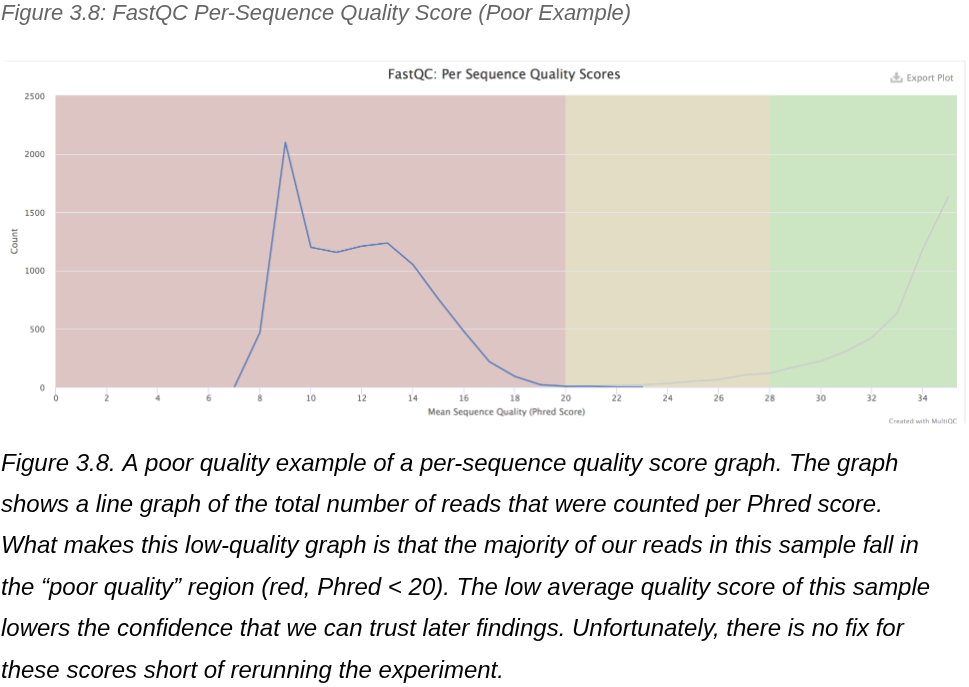 Figure 3.8: FastQC Per-Sequence Quality Score (Poor Example)
FastQC: Per Sequence Quality Scores
Export Plot
2500
2000
1500
1000
500
0
Count
0 2 4 6 8 10 12 14 16 18 20 22 24 26 28 30 32 34
Mean Sequence Quality (Phred Score)
Created with MultiQC
Figure 3.8. A poor quality example of a per-sequence quality score graph. The graph
shows a line graph of the total number of reads that were counted per Phred score.
What makes this low-quality graph is that the majority of our reads in this sample fall in
the “poor quality” region (red, Phred < 20). The low average quality score of this sample
lowers the confidence that we can trust later findings. Unfortunately, there is no fix for
these scores short of rerunning the experiment.